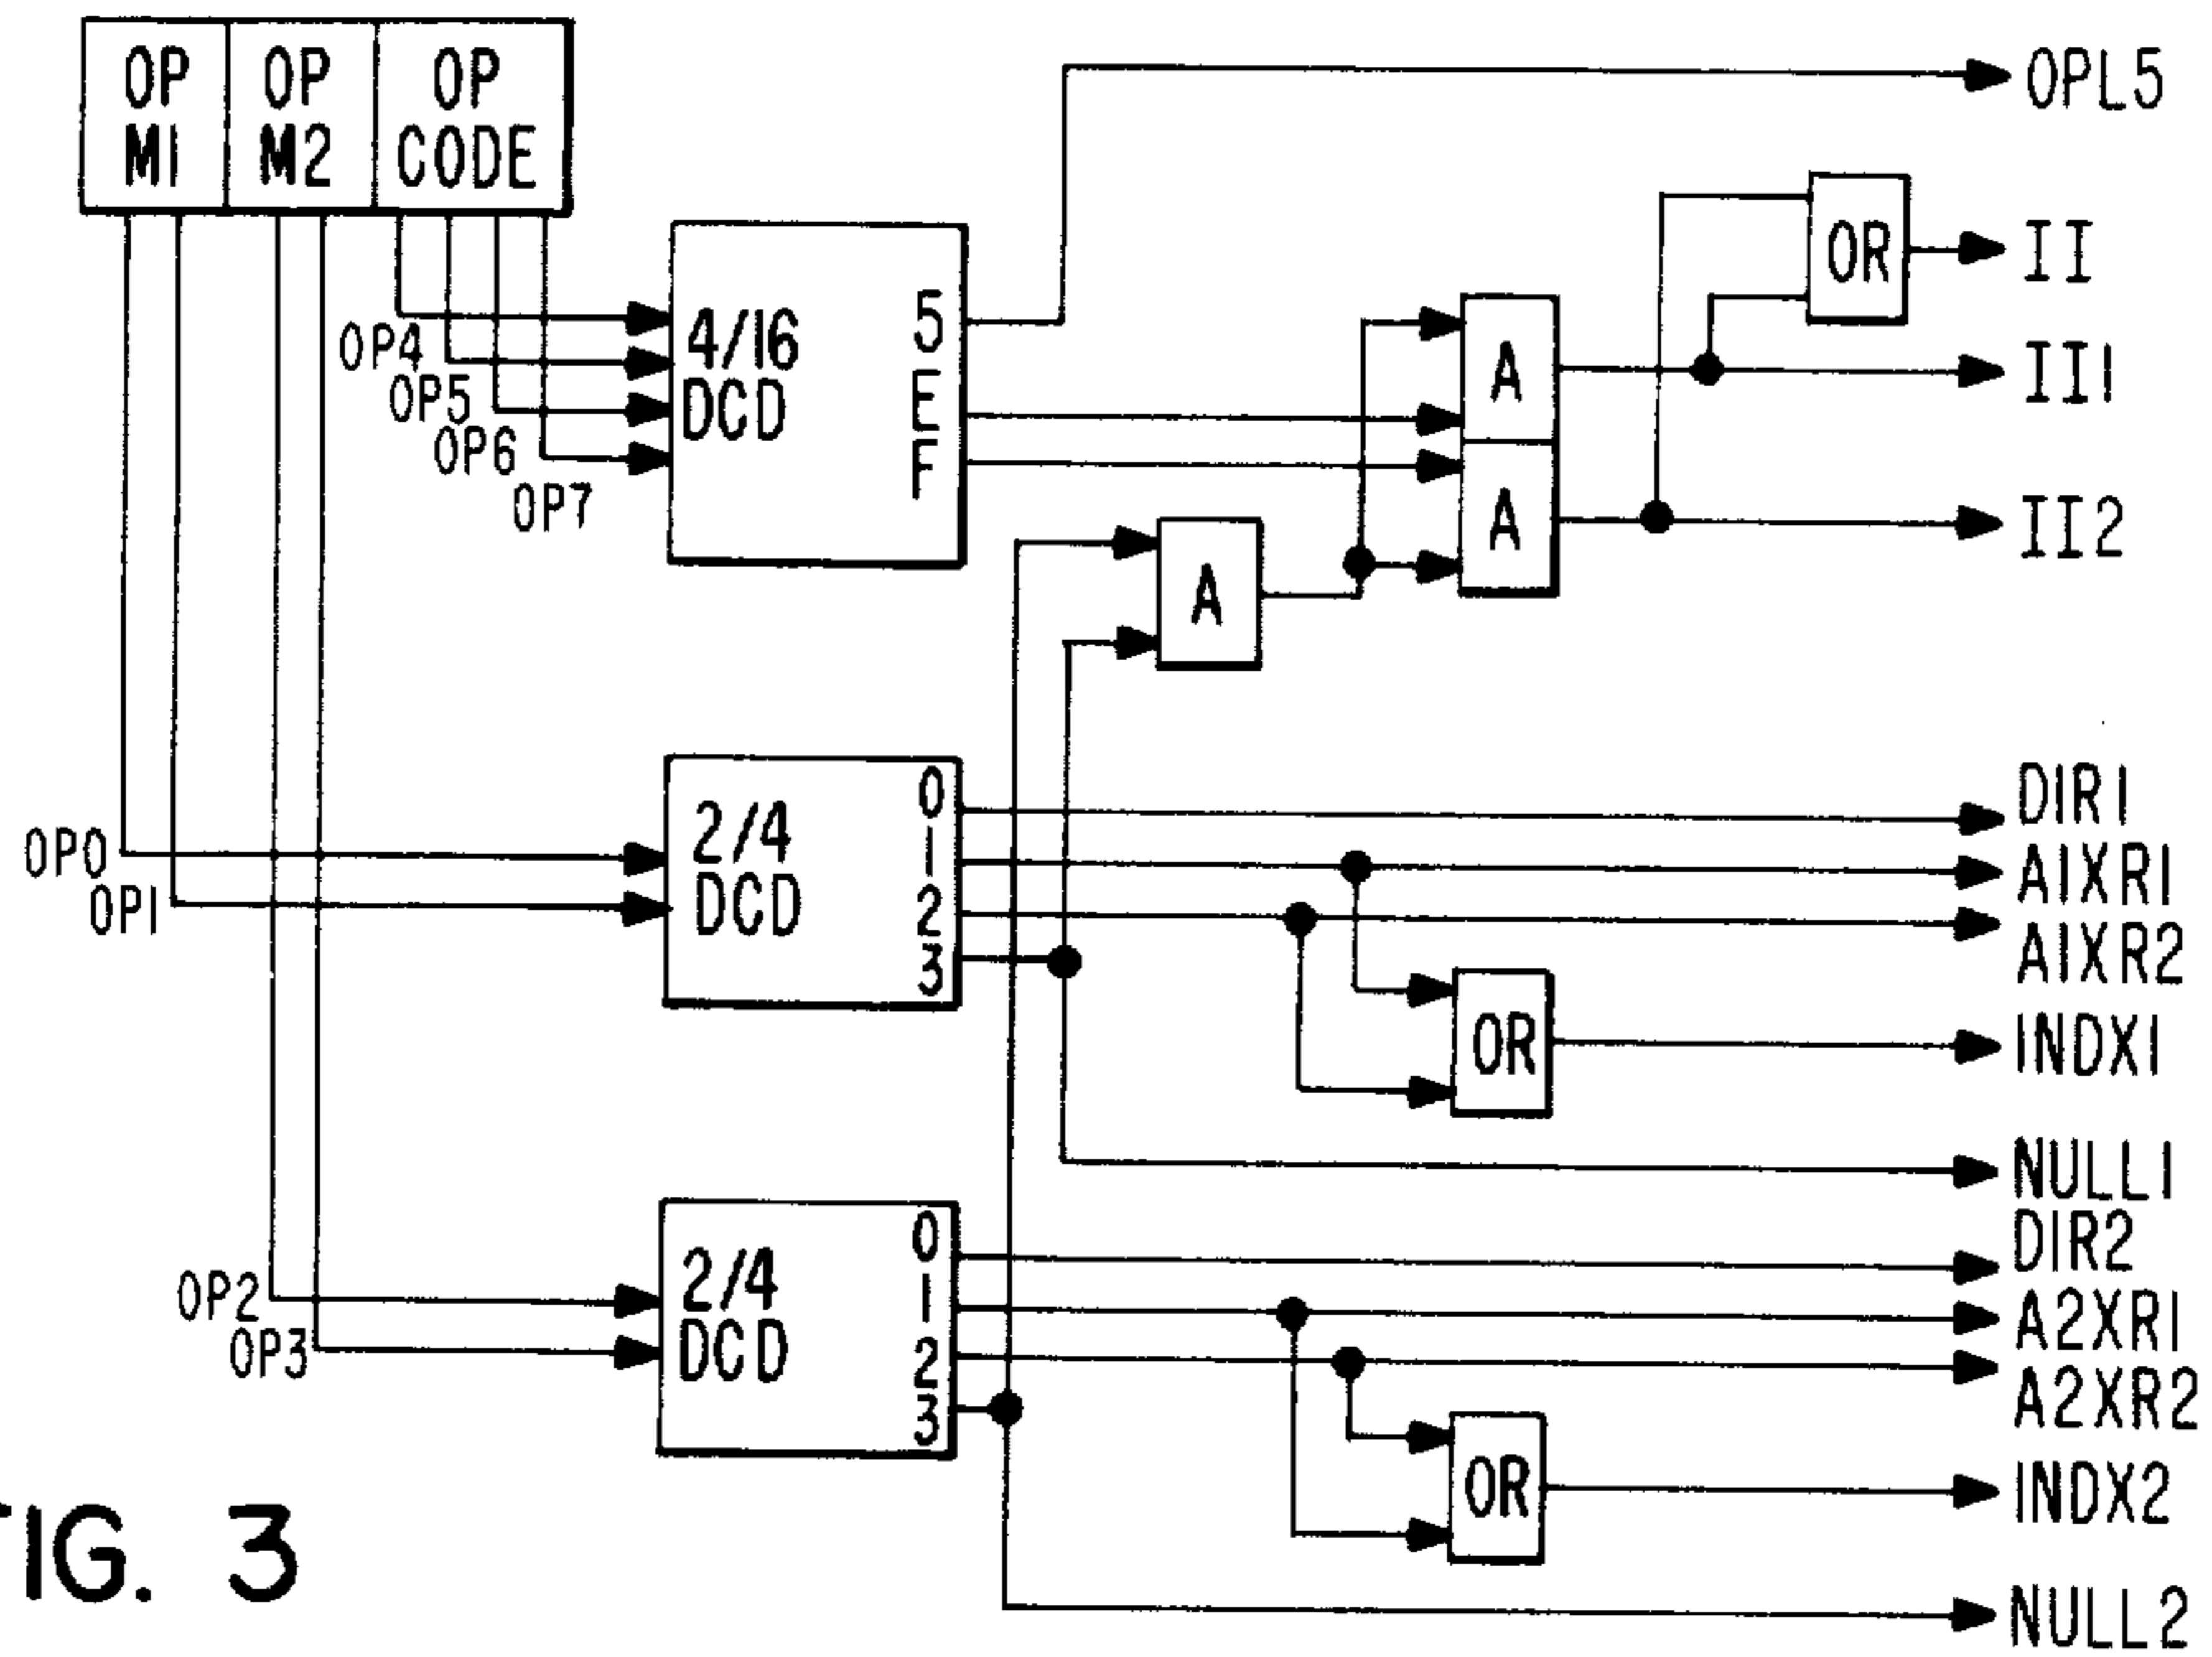 OP M1
OP M2
OP CODE
OPL5
OR
II
4/16 DCD
5
E
F
A
II1
A
II2
OP4
OP5
OP6
OP7
A
2/4 DCD
0
1
2
3
OP0
OP1
DIR1
A1XR1
A1XR2
OR
INDX1
NULL1
2/4 DCD
0
1
2
3
OP2
OP3
DIR2
A2XR1
A2XR2
OR
INDX2
NULL2
FIG. 3